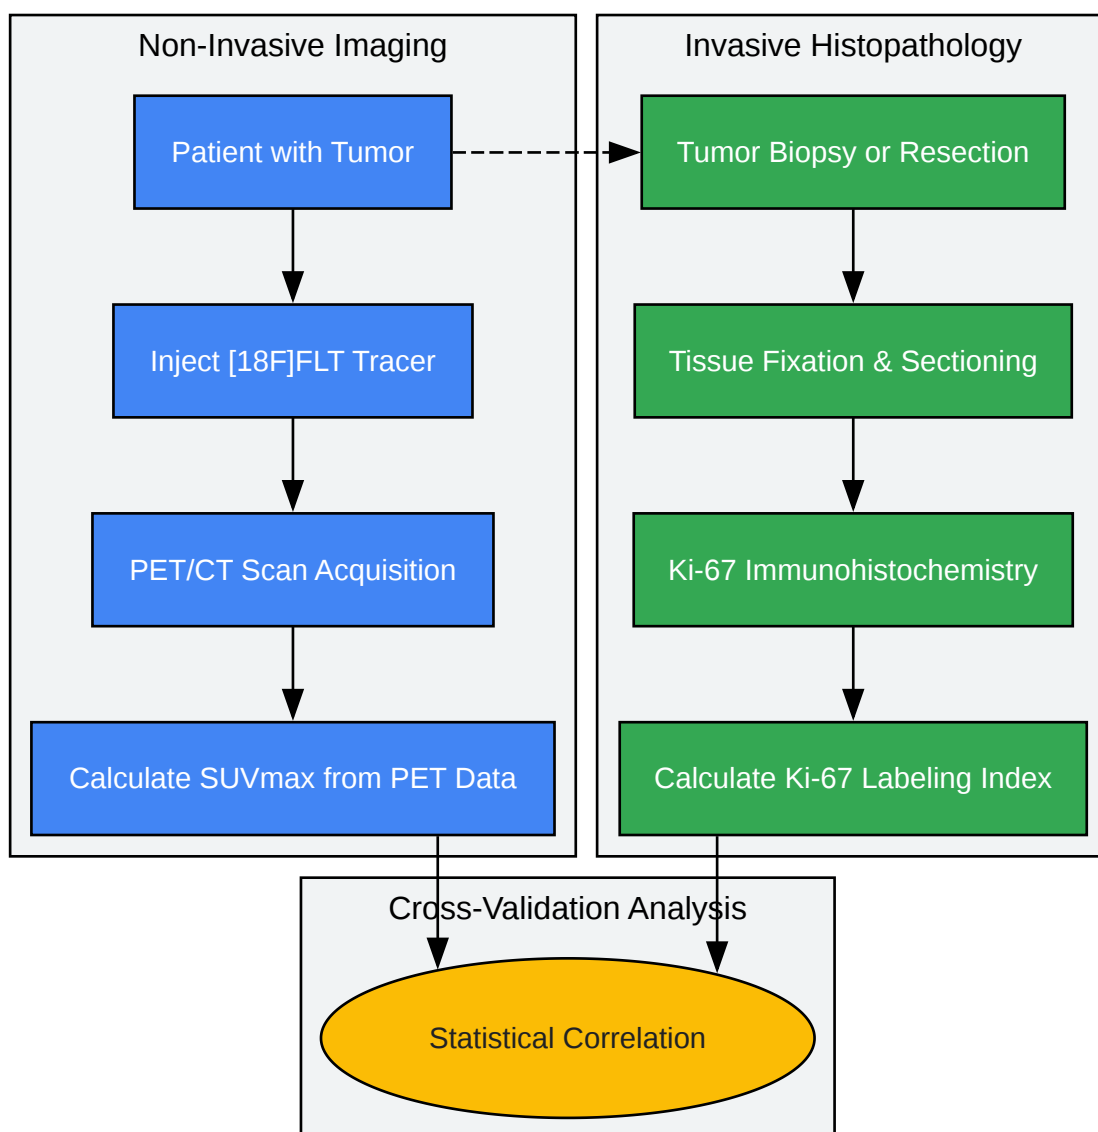 Non-Invasive Imaging
Patient with Tumor
Inject [18F]FLT Tracer
PET/CT Scan Acquisition
Calculate SUVmax from PET Data
Invasive Histopathology
Tumor Biopsy or Resection
Tissue Fixation & Sectioning
Ki-67 Immunohistochemistry
Calculate Ki-67 Labeling Index
Cross-Validation Analysis
Statistical Correlation